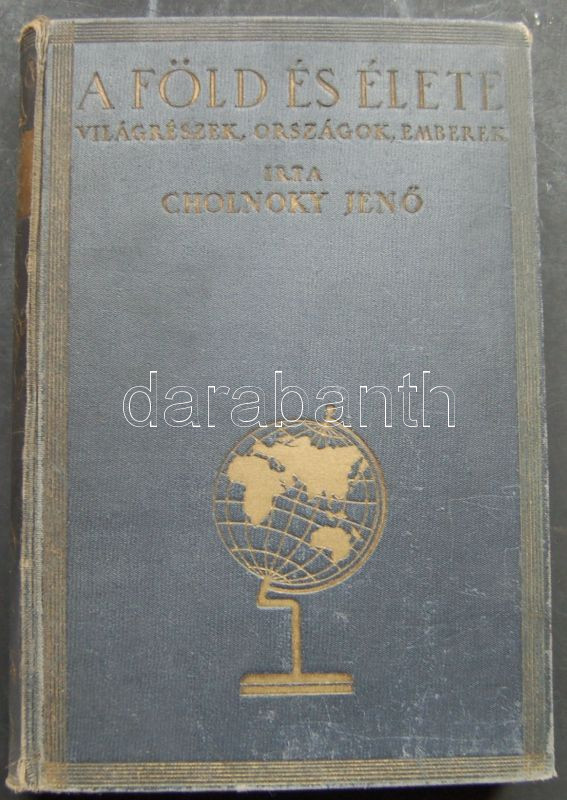 A FÖLD ÉS ÉLETE
VILÁGRÉSZEK, ORSZÁGOK, EMBEREK
IRTA
CHOLNOKY JENŐ
darabanth